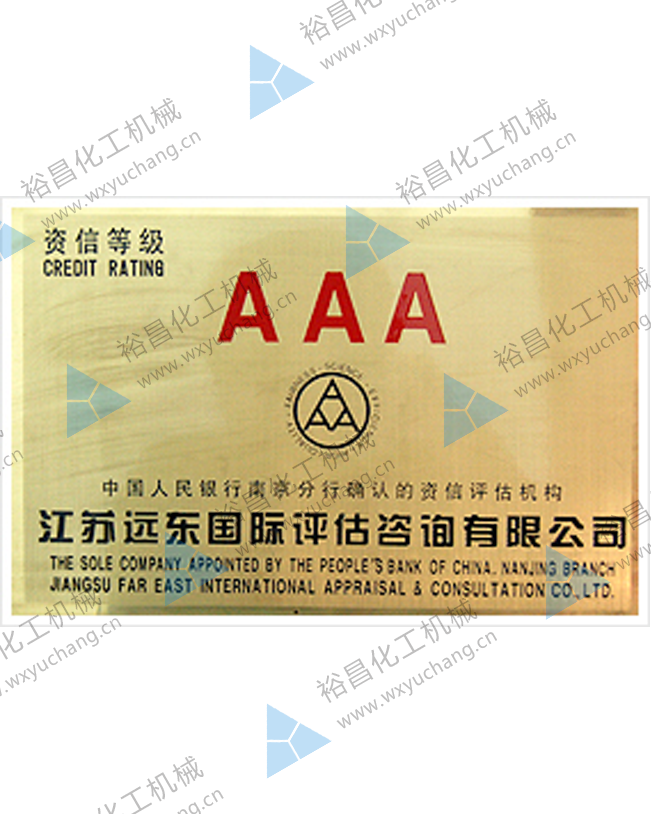 资信等级
CREDIT RATING
AAA
中国人民银行南京分行确认的资信评估机构
江苏远东国际评估咨询有限公司
THE SOLE COMPANY APPOINTED BY THE PEOPLE'S BANK OF CHINA. NANJING BRANCH
JIANGSU FAR EAST INTERNATIONAL APPRAISAL & CONSULTATION CO.,LTD.
裕昌化工机械
www.wxyuchang.cn